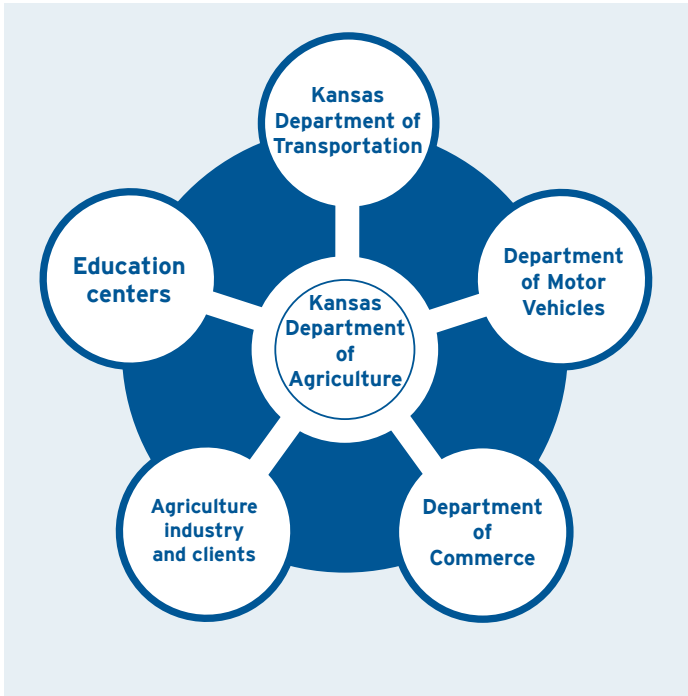 Kansas
Department of
Transportation
Education
centers
Department
of Motor
Vehicles
Kansas
Department
of
Agriculture
Agriculture
industry
and clients
Department
of
Commerce